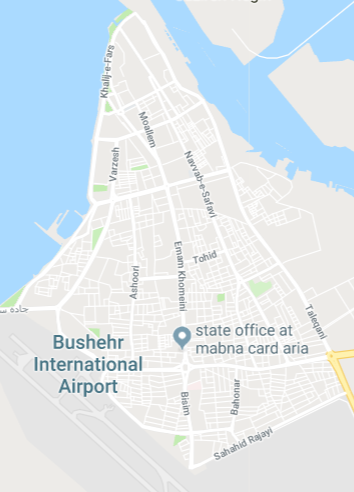 Khalij-e-Fars
Moallem
Varzesh
Navvab-e-Safavi
Tohid
Emam Khomeini
Ashoori
جاده س
Taleqani
state office at
mabna card aria
Bushehr
International
Airport
Bisim
Bahonar
Sahahid Rajayi